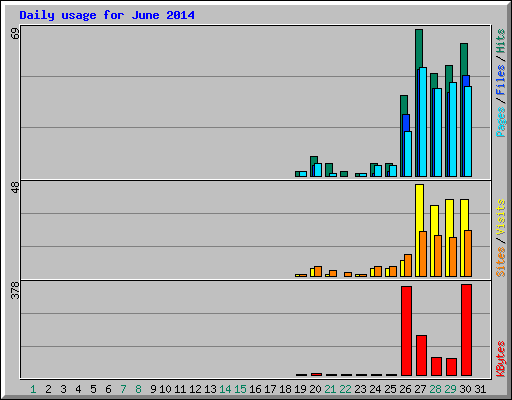 Daily usage for June 2014
69
Pages / Files / Hits
48
Sites / Visits
378
KBytes
1 2 3 4 5 6 7 8 9 10 11 12 13 14 15 16 17 18 19 20 21 22 23 24 25 26 27 28 29 30 31